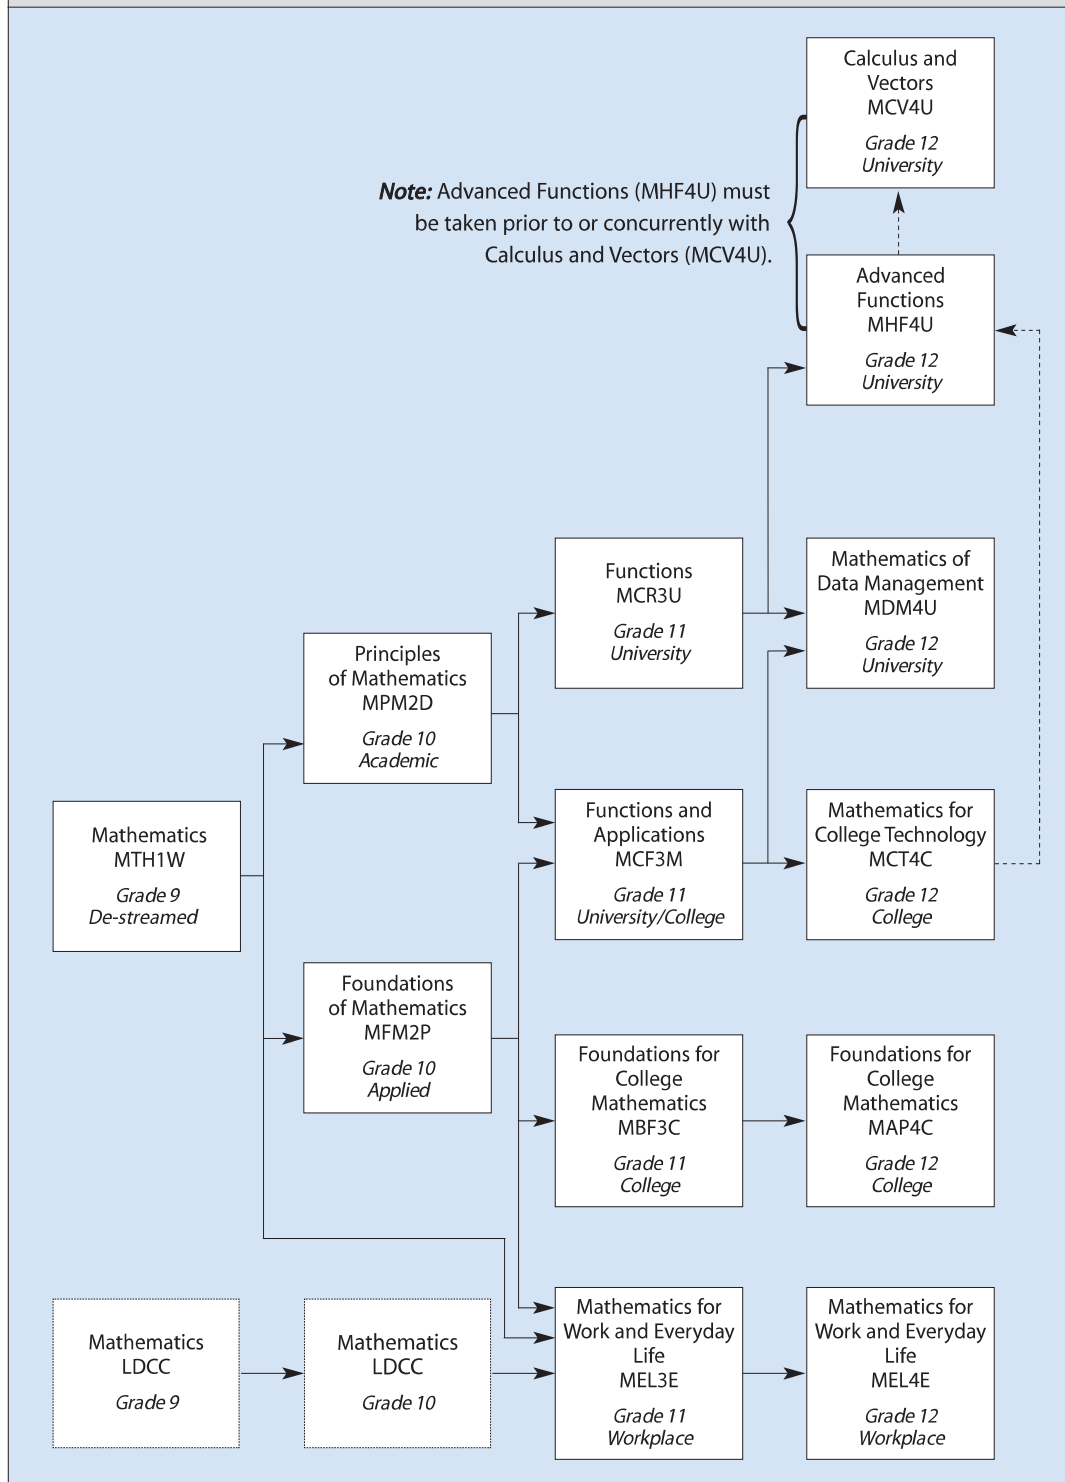 Calculus and
Vectors
MCV4U
Grade 12
University
Note: Advanced Functions (MHF4U) must
be taken prior to or concurrently with
Calculus and Vectors (MCV4U).
Advanced
Functions
MHF4U
Grade 12
University
Functions
MCR3U
Grade 11
University
Mathematics of
Data Management
MDM4U
Grade 12
University
Principles
of Mathematics
MPM2D
Grade 10
Academic
Mathematics
MTH1W
Grade 9
De-streamed
Functions and
Applications
MCF3M
Grade 11
University/College
Mathematics for
College Technology
MCT4C
Grade 12
College
Foundations
of Mathematics
MFM2P
Grade 10
Applied
Foundations for
College
Mathematics
MBF3C
Grade 11
College
Foundations for
College
Mathematics
MAP4C
Grade 12
College
Mathematics
LDCC
Grade 9
Mathematics
LDCC
Grade 10
Mathematics for
Work and Everyday
Life
MEL3E
Grade 11
Workplace
Mathematics for
Work and Everyday
Life
MEL4E
Grade 12
Workplace